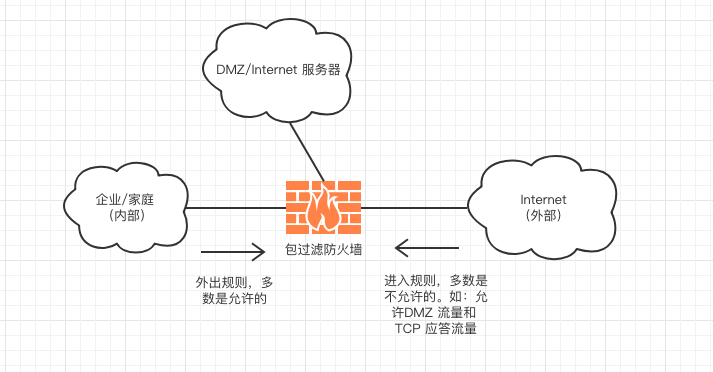 DMZ/Internet 服务器
企业/家庭
（内部）
Internet
（外部）
包过滤防火墙
外出规则，多
数是允许的
进入规则，多数是
不允许的。如：允
许DMZ 流量和
TCP 应答流量